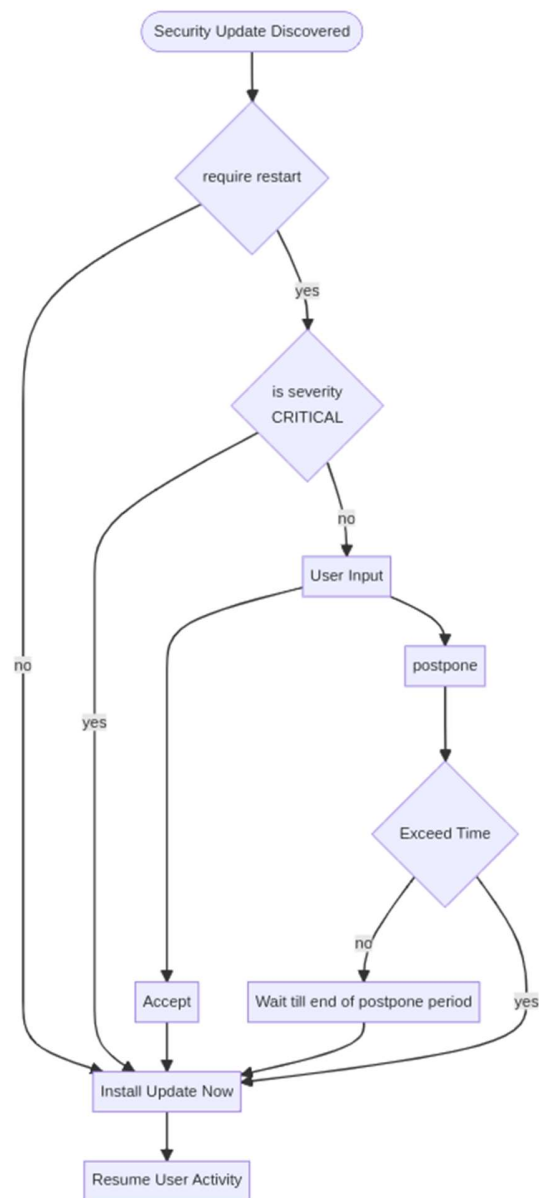 Security Update Discovered
require restart
yes
is severity
CRITICAL
no
User Input
no
postpone
yes
Exceed Time
no
Accept
Wait till end of postpone period
yes
Install Update Now
Resume User Activity